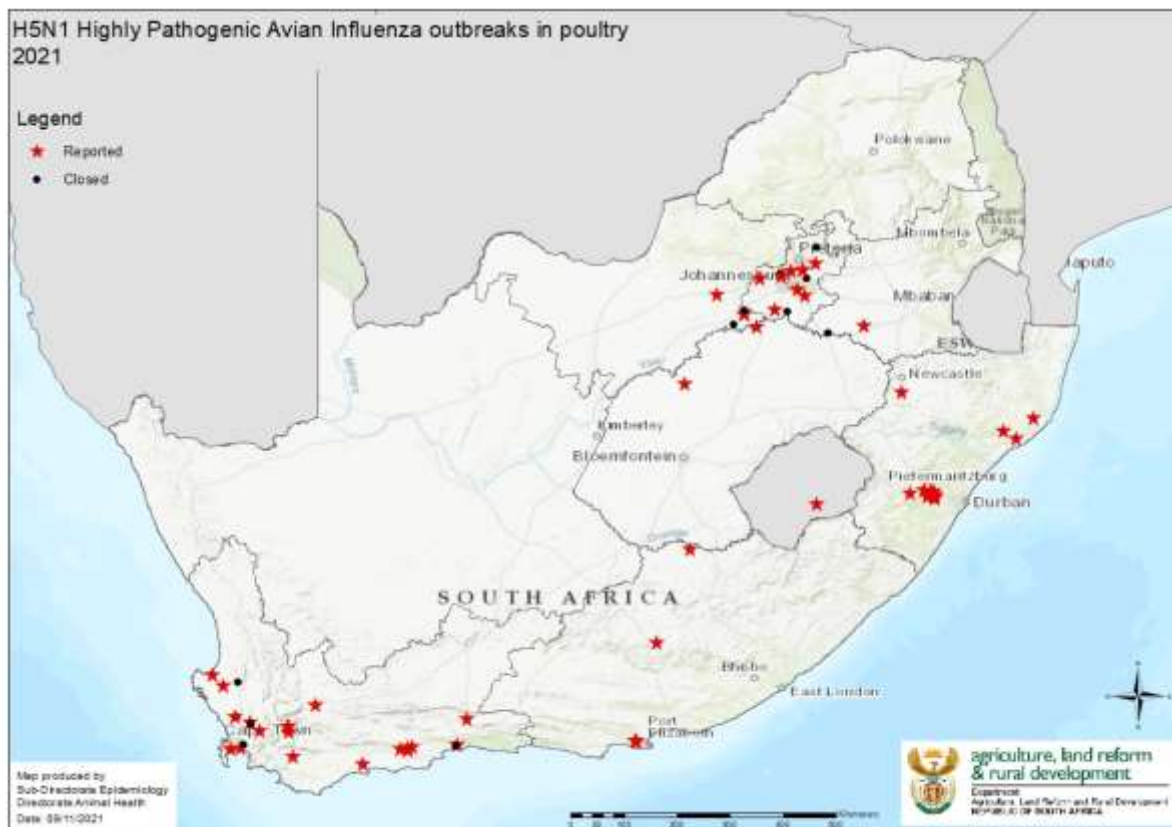 H5N1 Highly Pathogenic Avian Influenza outbreaks in poultry
2021
Legend
Reported
Closed
Polokwane
Mbombela
Johannesbu
Maputo
Mbaban
ESW
Newcastle
Kimberley
Bloemfontein
Pietermaritzburg
Durban
SOUTH AFRICA
Bhisho
East London
Port
Elizabeth
Town
Map produced by
Sub-Directorate Epidemiology
Directorate Animal Health
Date: 09/11/2021
agriculture, land reform
& rural development
Department:
Agriculture, Land Reform and Rural Development
REPUBLIC OF SOUTH AFRICA